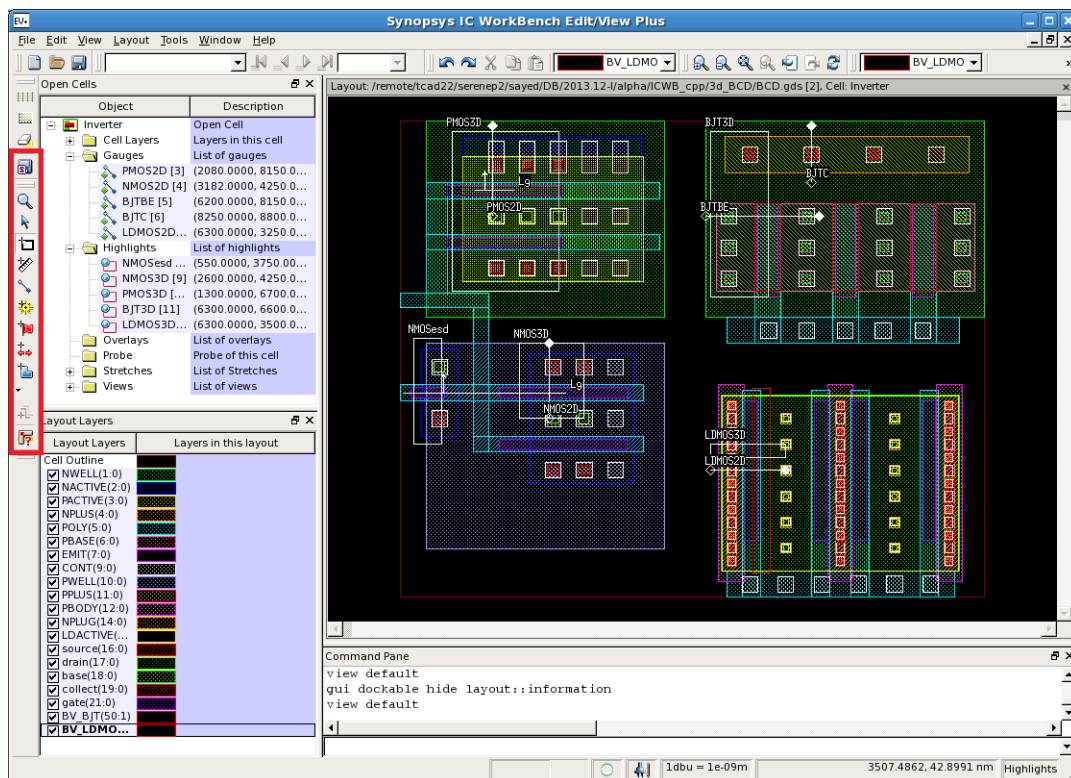 EV+ Synopsys IC WorkBench Edit/View Plus
File Edit View Layout Tools Window Help
BV_LDMO BV_LDMO
Open Cells
Object Description
Inverter Open Cell
Cell Layers Layers in this cell
Gauges List of gauges
PMOS2D [3] (2080.0000, 8150.0...
NMOS2D [4] (3182.0000, 4250.0...
BJTBE [5] (6200.0000, 8150.0...
BJTC [6] (8250.0000, 8800.0...
LDMOS2D... (6300.0000, 3250.0...
Highlights List of highlights
NMOSesd ... (550.0000, 3750.00...
NMOS3D [9] (2600.0000, 4250.0...
PMOS3D [... (1300.0000, 6700.0...
BJT3D [11] (6300.0000, 6600.0...
LDMOS3D... (6300.0000, 3500.0...
Overlays List of overlays
Probe Probe of this cell
Stretches List of Stretches
Views List of views
Layout Layers
Layout Layers Layers in this layout
Cell Outline
NWELL(1:0)
NACTIVE(2:0)
PACTIVE(3:0)
NPLUS(4:0)
POLY(5:0)
PBASE(6:0)
EMIT(7:0)
CONT(9:0)
PWELL(10:0)
PPLUS(11:0)
PBODY(12:0)
NPLUG(14:0)
LDACTIVE(...
source(16:0)
drain(17:0)
base(18:0)
collect(19:0)
gate(21:0)
BV_BJT(50:1)
BV_LDMO...
Layout: /remote/tcad22/serenep2/sayed/DB/2013.12-I/alpha/ICWB_cpp/3d_BCD/BCD.gds [2], Cell: Inverter
PMOS3D
Lg
PMOS2D
BJT3D
BJTC
BJTBE
NMOSesd
NMOS3D
Lg
NMOS2D
LDMOS3D
LDMOS2D
Command Pane
view default
gui dockable hide layout::information
view default
1dbu = 1e-09m 3507.4862, 42.8991 nm Highlights